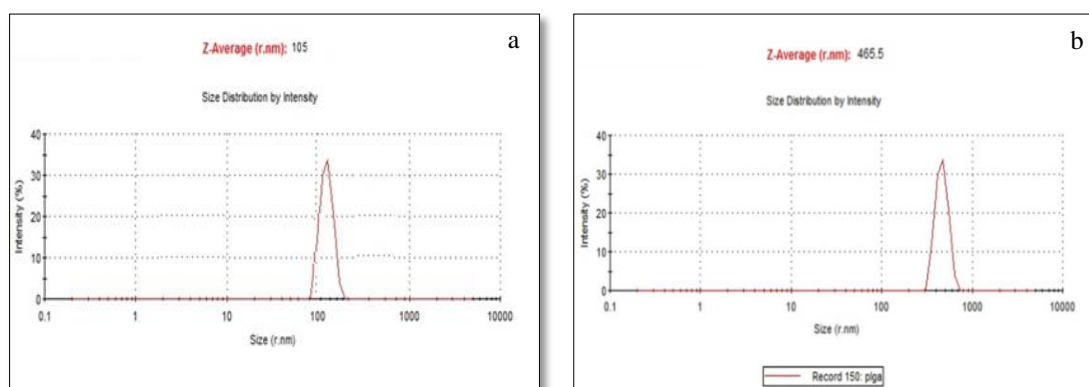 a
Z-Average (r.nm): 105
Size Distribution by Intensity
40
30
20
10
0
Intensity (%)
0.1 1 10 100 1000 10000
Size (r.nm)
b
Z-Average (r.nm): 465.5
Size Distribution by Intensity
40
30
20
10
0
Intensity (%)
0.1 1 10 100 1000 10000
Size (r.nm)
Record 150: plga